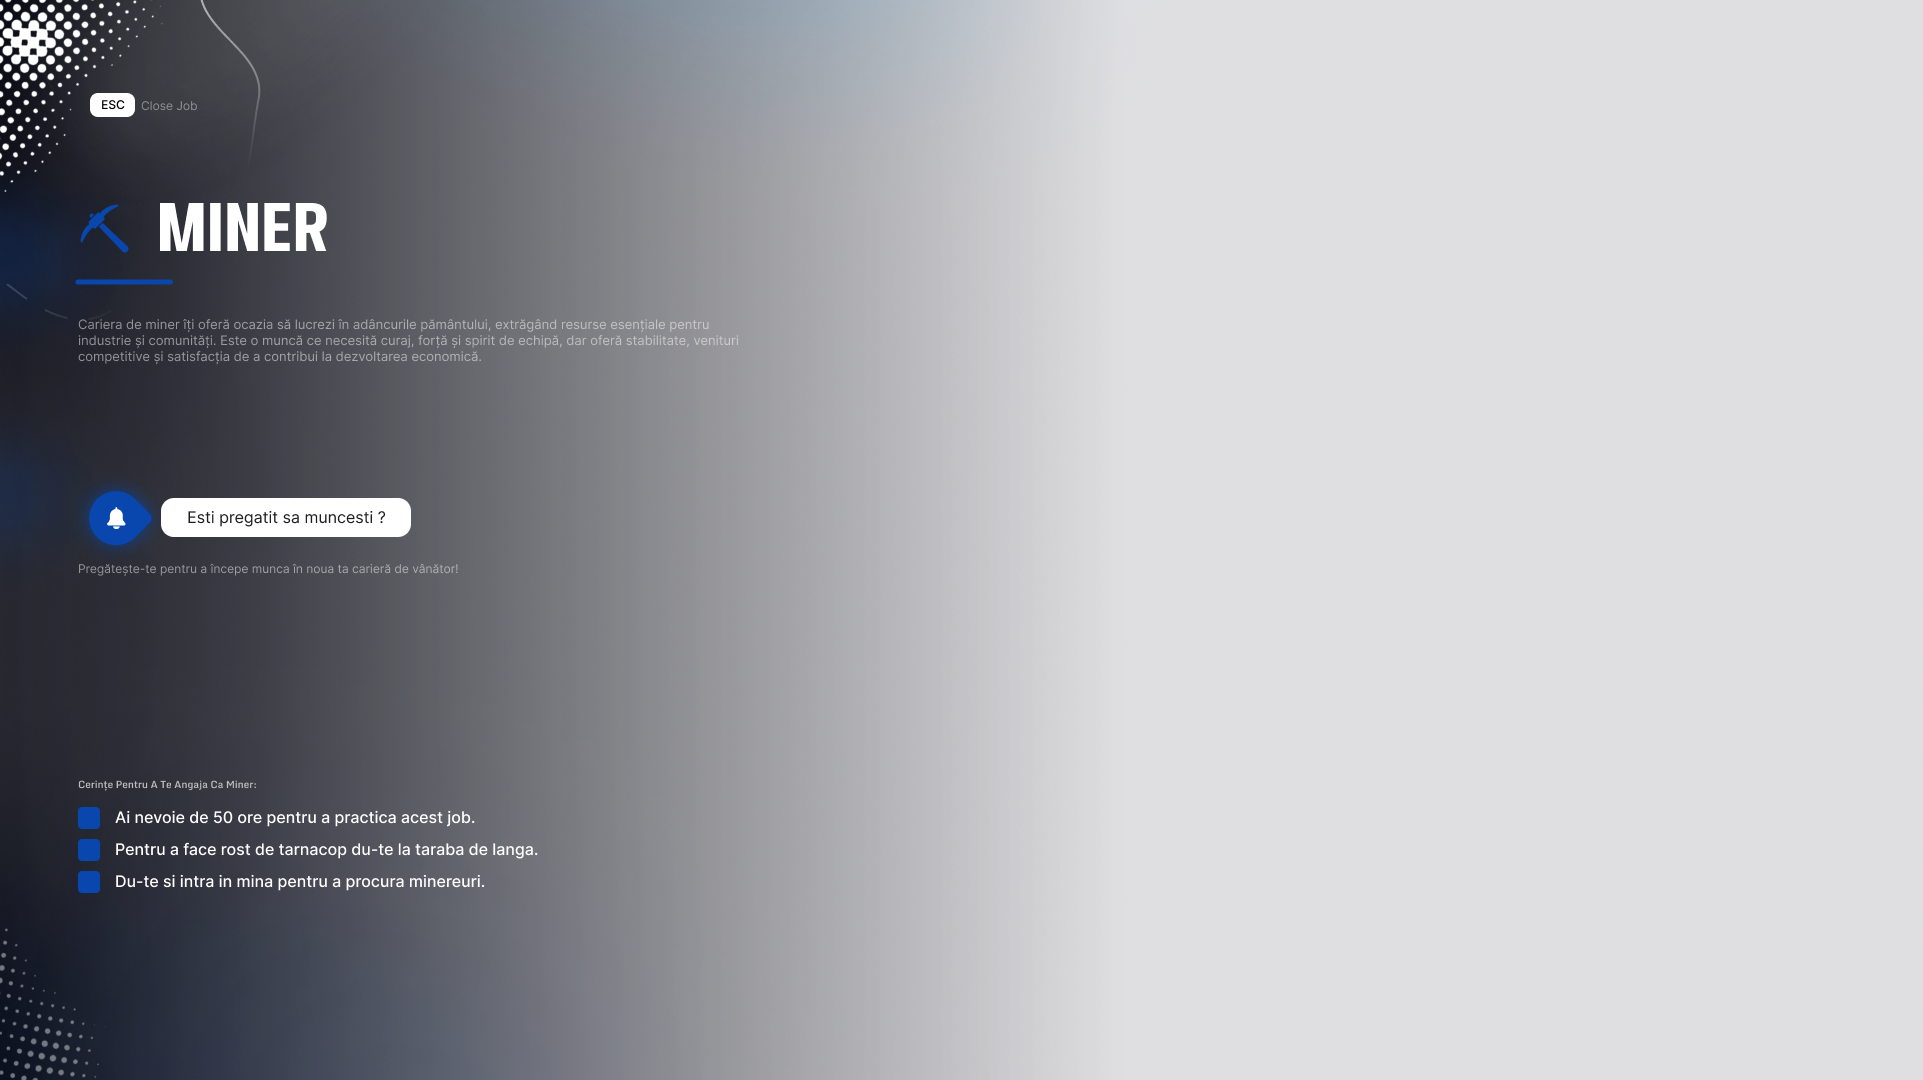 ESC Close Job
MINER
Cariera de miner îți oferă ocazia să lucrezi în adâncurile pământului, extrăgând resurse esențiale pentru
industrie și comunități. Este o muncă ce necesită curaj, forță și spirit de echipă, dar oferă stabilitate, venituri
competitive și satisfacția de a contribui la dezvoltarea economică.
Esti pregatit sa muncesti ?
Pregătește-te pentru a începe munca în noua ta carieră de vânător!
Cerințe Pentru A Te Angaja Ca Miner:
Ai nevoie de 50 ore pentru a practica acest job.
Pentru a face rost de tarnacop du-te la taraba de langa.
Du-te si intra in mina pentru a procura minereuri.